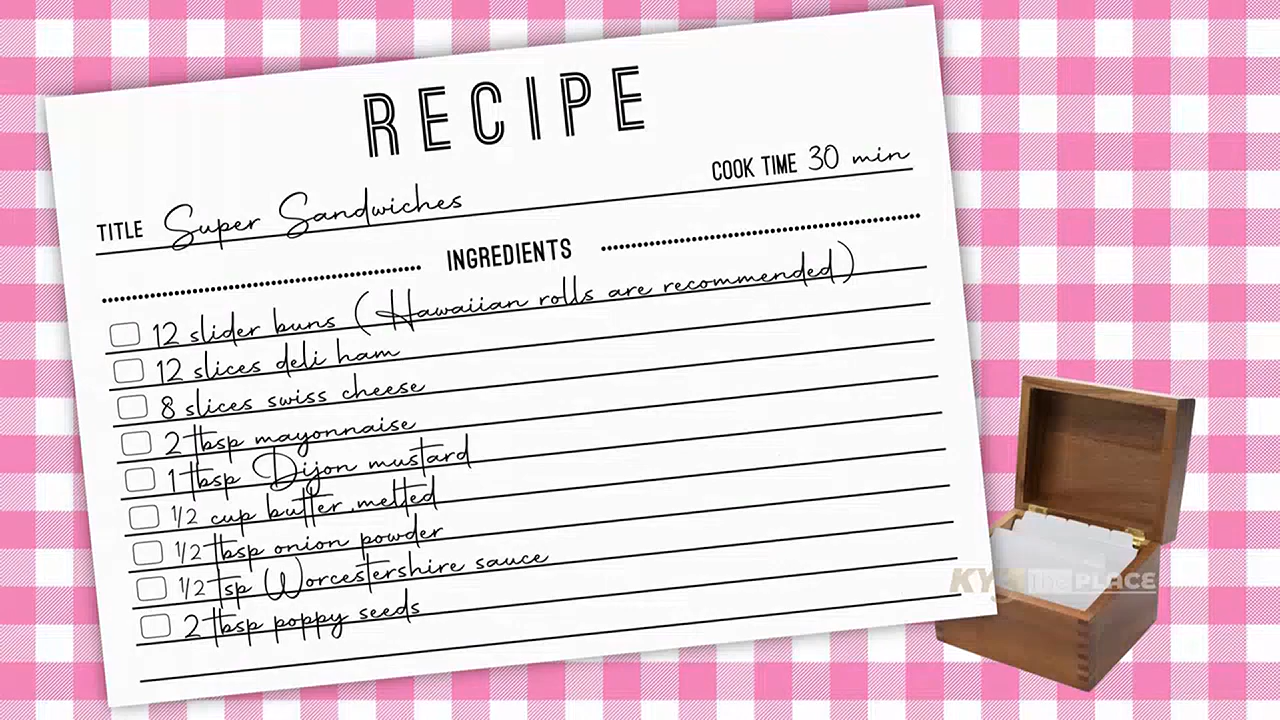 RECIPE
COOK TIME 30 min
TITLE Super Sandwiches
INGREDIENTS
12 slider buns (Hawaiian rolls are recommended)
12 slices deli ham
8 slices swiss cheese
2 tbsp mayonnaise
1 tbsp Dijon mustard
1/2 cup butter, melted
1/2 tbsp onion powder
1/2 tsp Worcestershire sauce
2 tbsp poppy seeds
PLACE